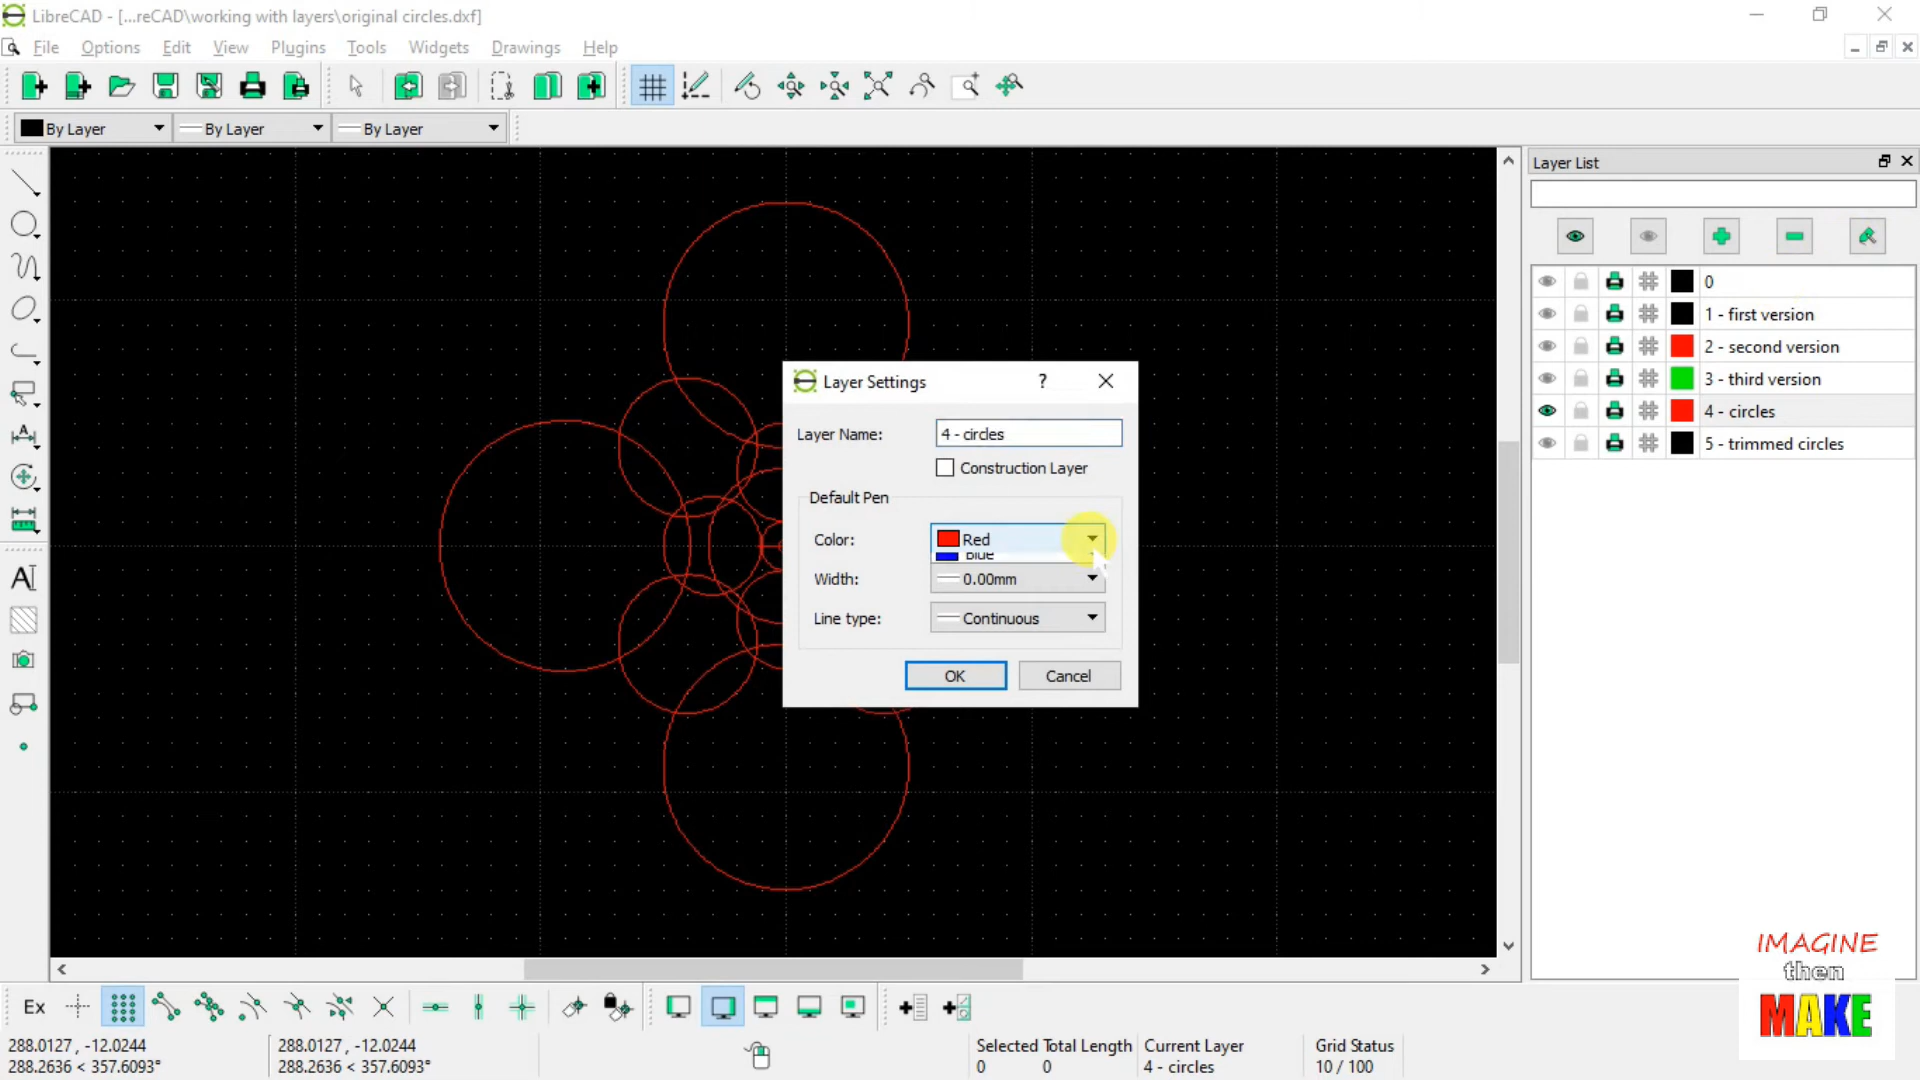 LibreCAD - [...reCAD\working with layers\original circles.dxf]
File Options Edit View Plugins Tools Widgets Drawings Help
By Layer By Layer By Layer
Layer List
0
1 - first version
2 - second version
3 - third version
4 - circles
5 - trimmed circles
Layer Settings ?
Layer Name: 4 - circles
Construction Layer
Default Pen
Color: Red
Blue
Width: 0.00mm
Line type: Continuous
OK Cancel
IMAGINE
then
MAKE
Ex
288.0127 , -12.0244 288.0127 , -12.0244 Selected Total Length Current Layer Grid Status
288.2636 < 357.6093° 288.2636 < 357.6093° 0 0 4 - circles 10 / 100